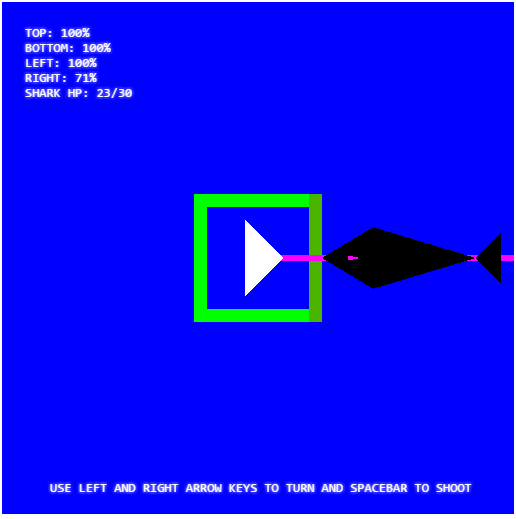 TOP: 100%
BOTTOM: 100%
LEFT: 100%
RIGHT: 71%
SHARK HP: 23/30
USE LEFT AND RIGHT ARROW KEYS TO TURN AND SPACEBAR TO SHOOT